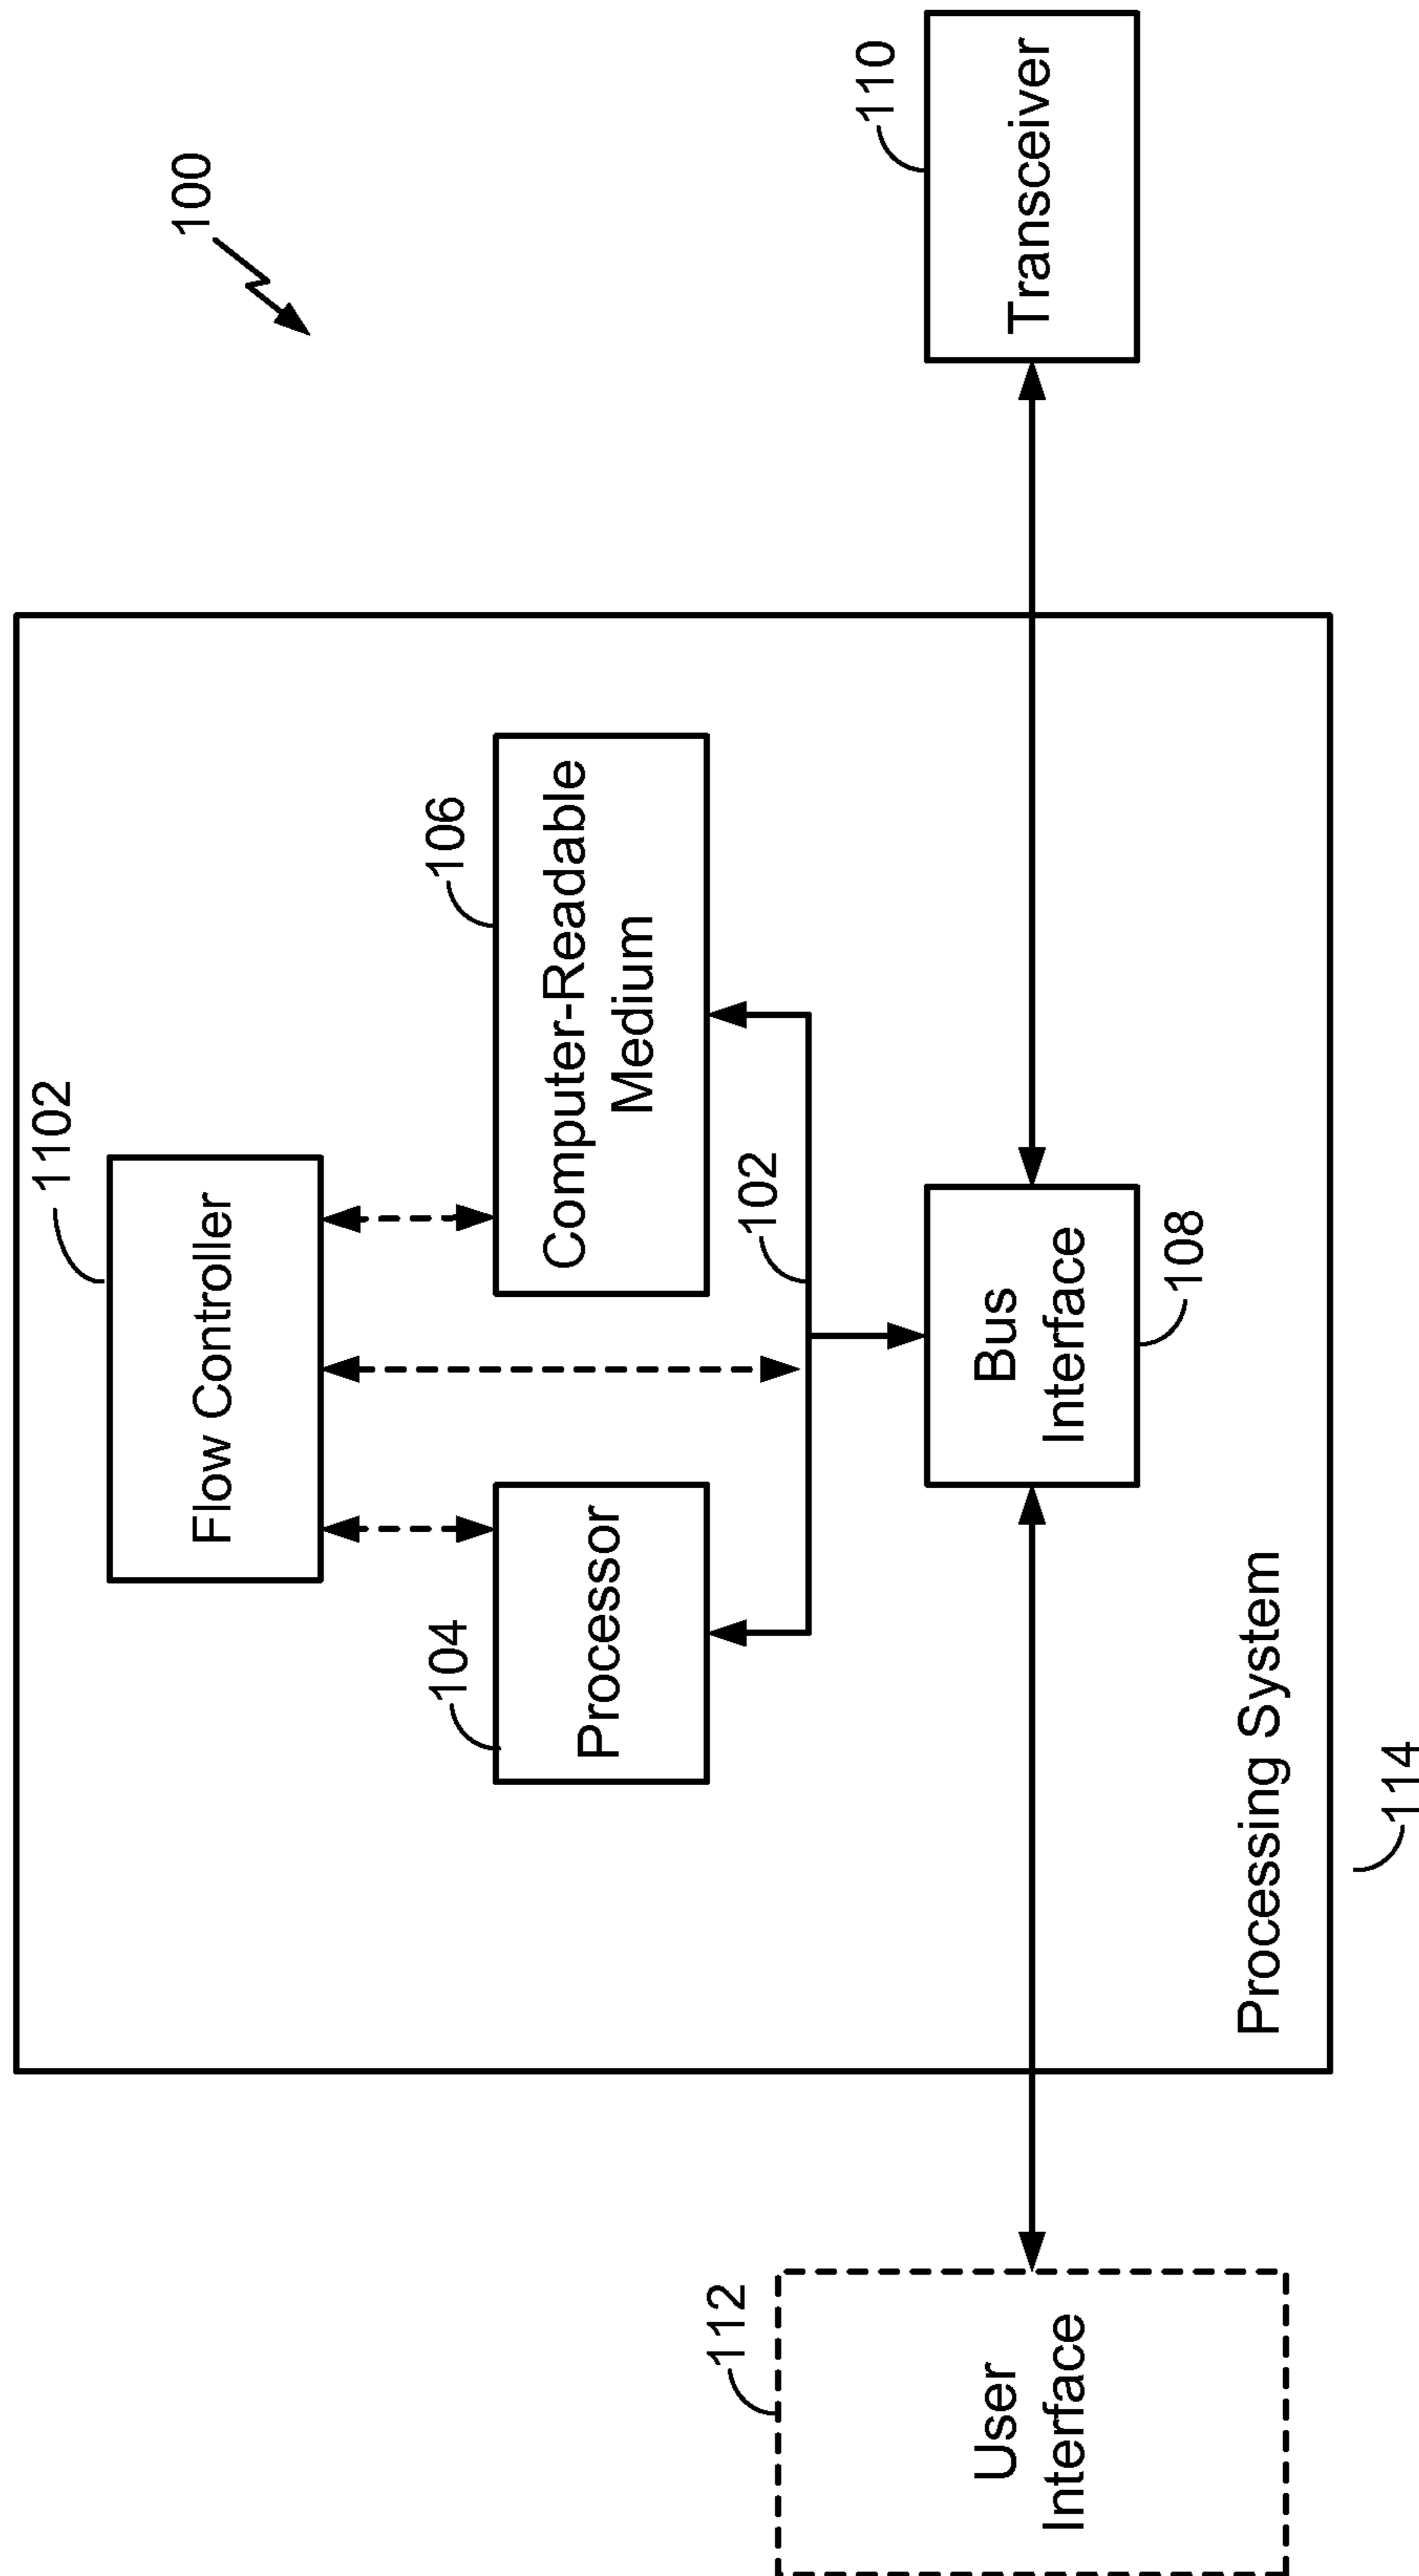 100
1102
Flow Controller
104
106
Processor
Computer-Readable
Medium
102
112
110
User
Interface
Bus
Interface
Transceiver
108
Processing System
114